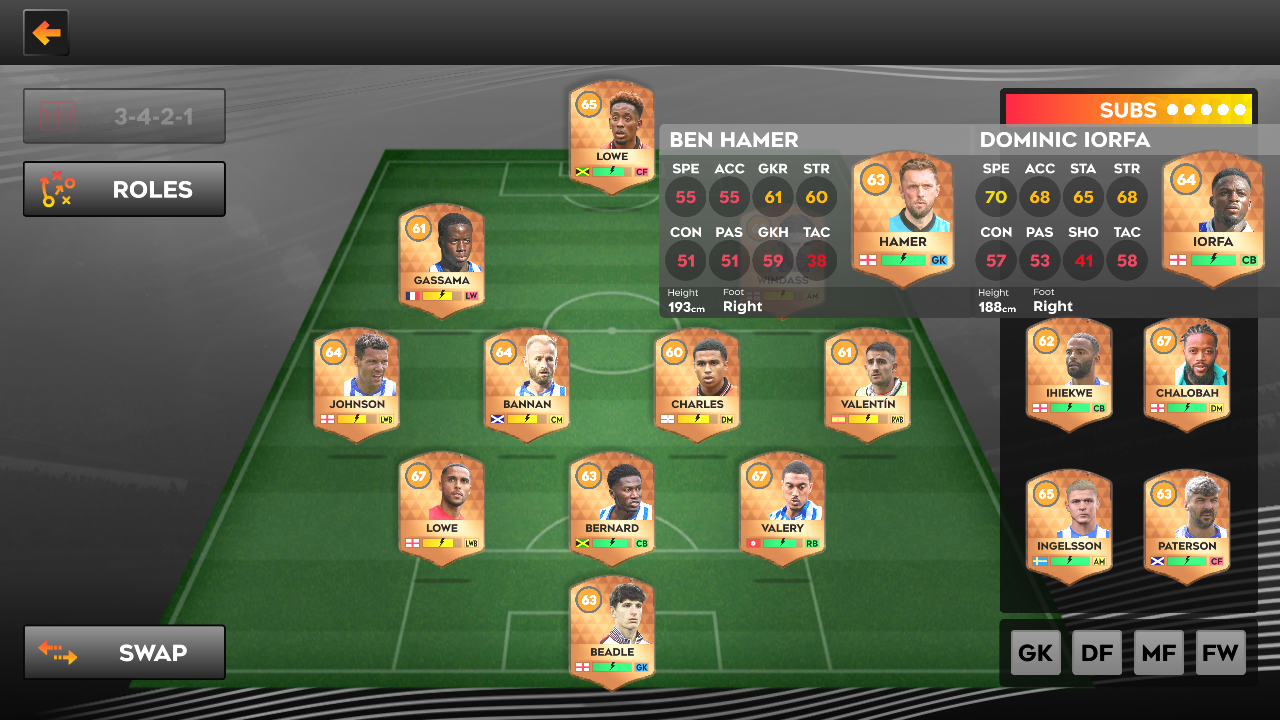 3-4-2-1
ROLES
65
LOWE
CF
SUBS
BEN HAMER
SPE ACC GKR STR
55 55 61 60
CON PAS GKH TAC
51 51 59 38
Height Foot
193cm Right
63
HAMER
GK
DOMINIC IORFA
SPE ACC STA STR
70 68 65 68
CON PAS SHO TAC
57 53 41 58
Height Foot
188cm Right
64
IORFA
CB
61
GASSAMA
LW
WINDASS
AM
64
JOHNSON
LWB
64
BANNAN
CM
60
CHARLES
DM
61
VALENTÍN
RWB
62
IHIEKWE
CB
67
CHALOBAH
DM
67
LOWE
LWB
63
BERNARD
CB
67
VALERY
RB
65
INGELSSON
AM
63
PATERSON
CF
63
BEADLE
GK
SWAP
GK DF MF FW